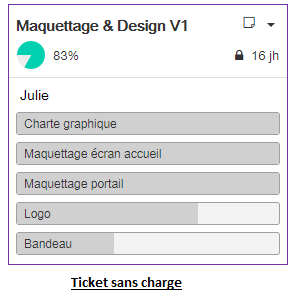 Maquettage & Design V1
83% 16 jh
Julie
Charte graphique
Maquettage écran accueil
Maquettage portail
Logo
Bandeau
Ticket sans charge